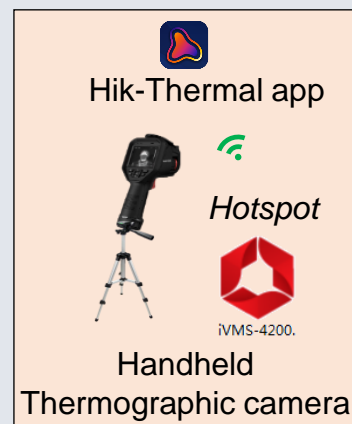 Hik-Thermal app
Hotspot
iVMS-4200.
Handheld
Thermographic camera